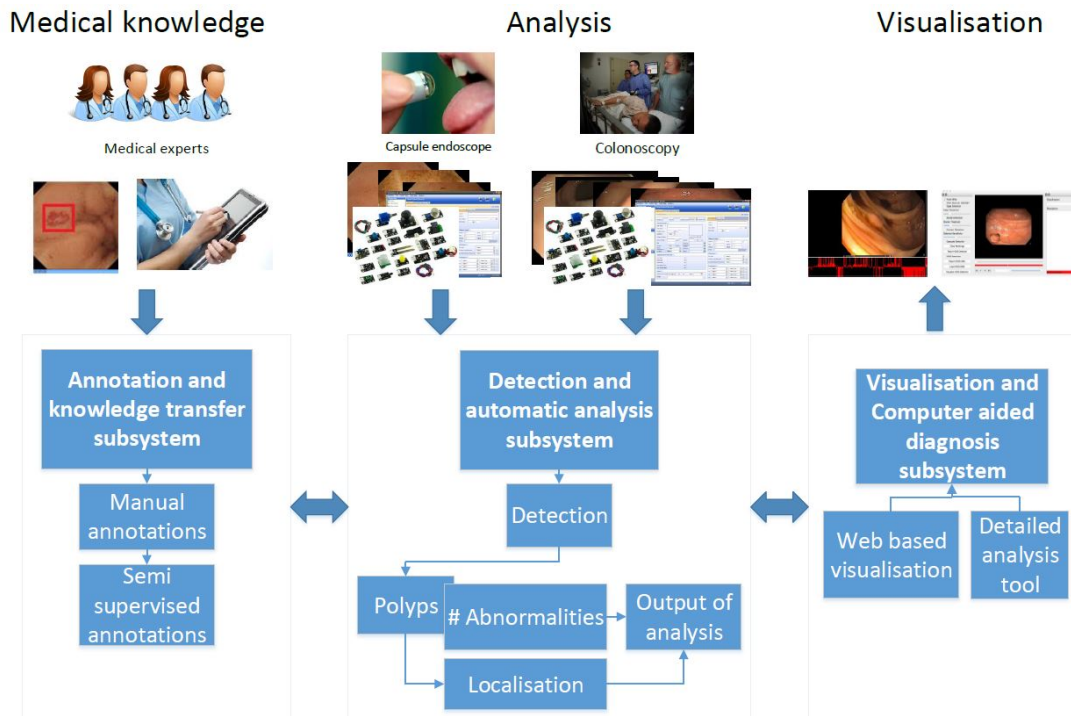 Medical knowledge
Analysis
Visualisation
Medical experts
Capsule endoscope
Colonoscopy
Annotation and
knowledge transfer
subsystem
Manual
annotations
Semi
supervised
annotations
Detection and
automatic analysis
subsystem
Detection
Polyps
# Abnormalities
Output of
analysis
Localisation
Visualisation and
Computer aided
diagnosis
subsystem
Web based
visualisation
Detailed
analysis
tool